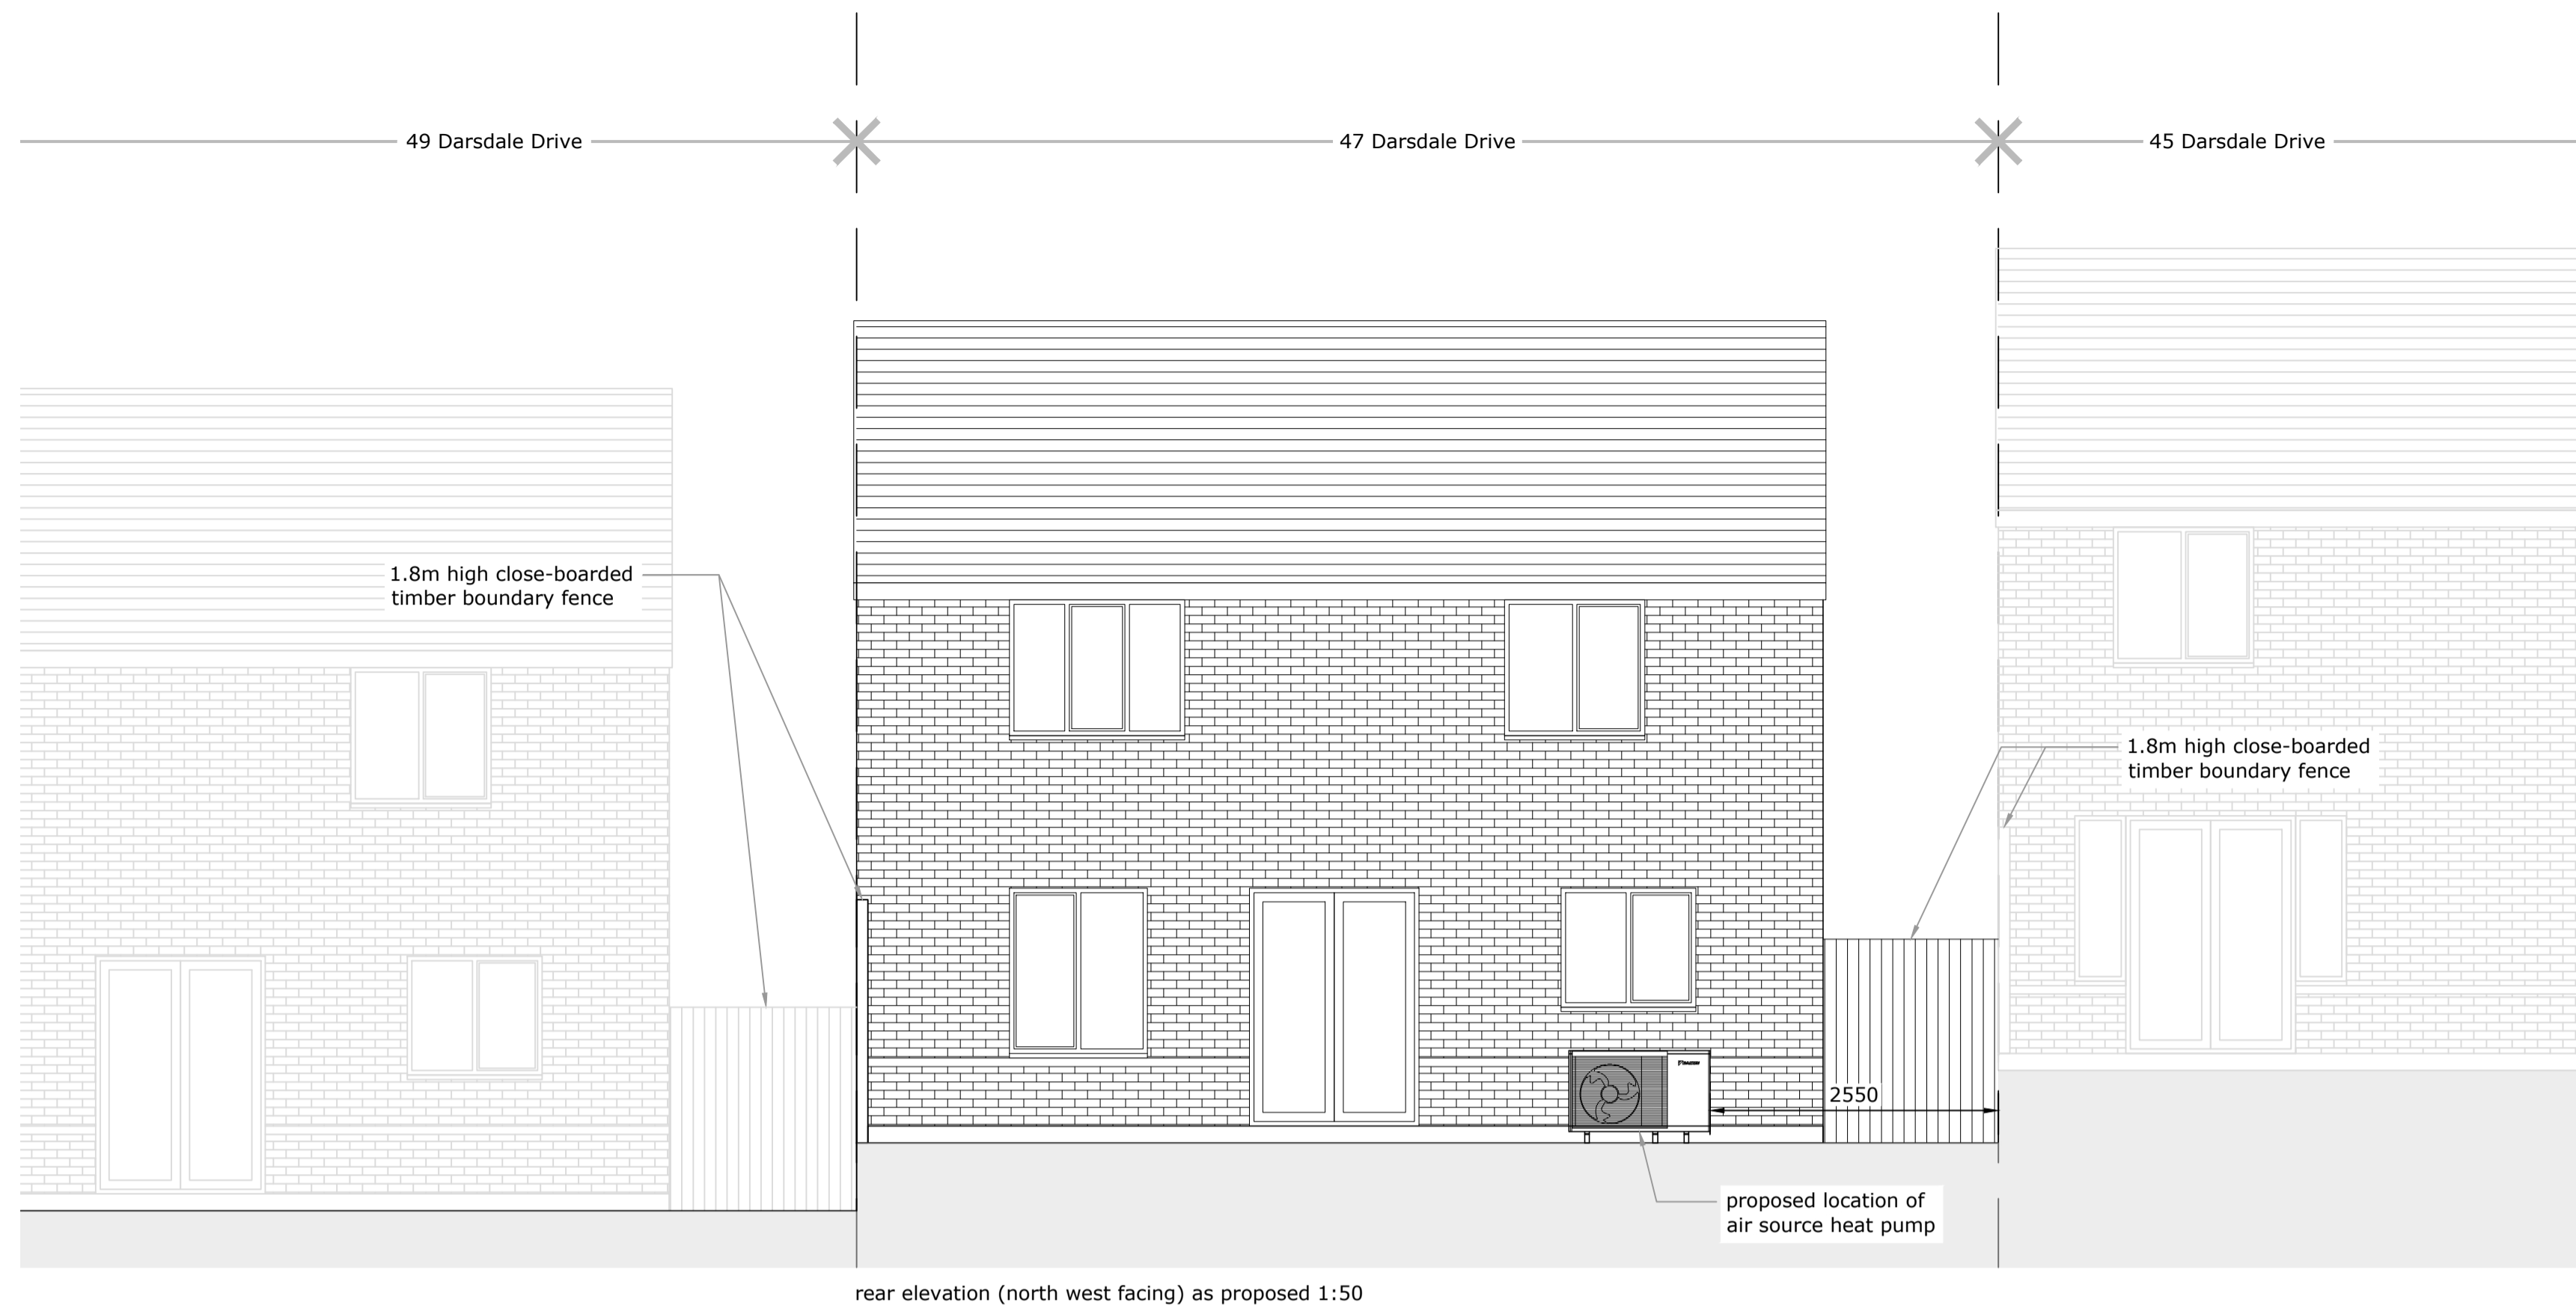 49 Darsdale Drive
47 Darsdale Drive
45 Darsdale Drive
1.8m high close-boarded
timber boundary fence
1.8m high close-boarded
timber boundary fence
DAIKIN
2550
proposed location of
air source heat pump
rear elevation (north west facing) as proposed 1:50